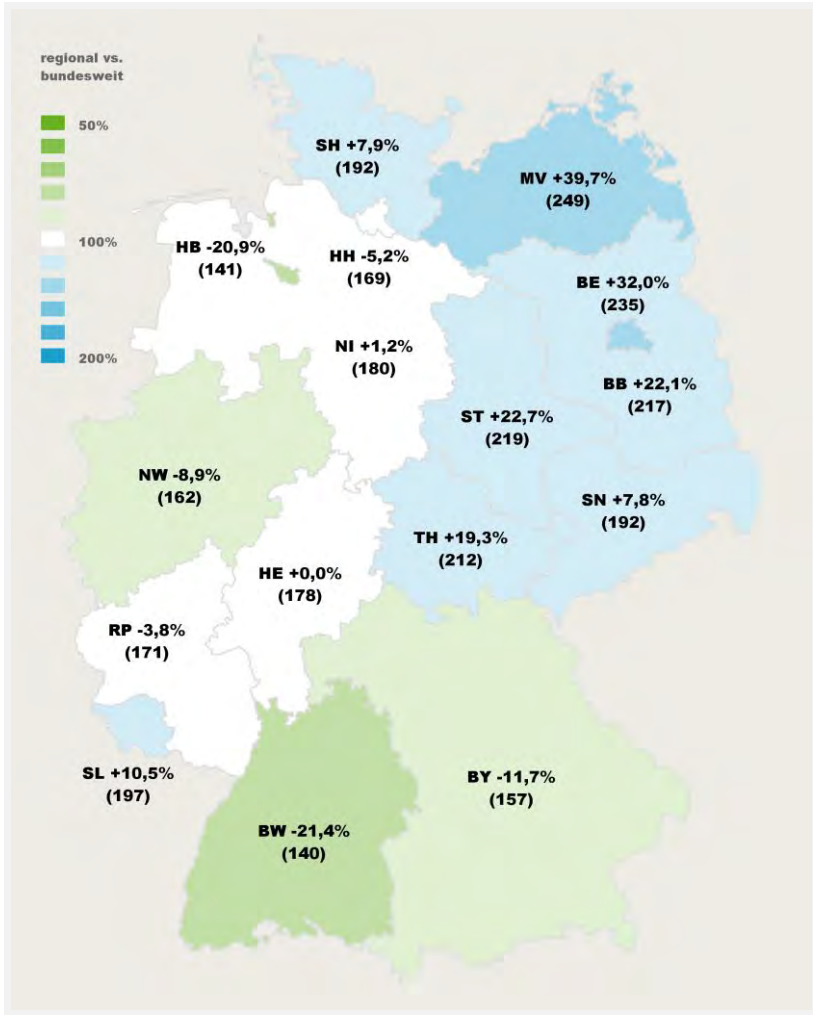 regional vs.
bundesweit
50%
100%
200%
SH +7,9%
(192)
MV +39,7%
(249)
HB -20,9%
(141)
HH -5,2%
(169)
BE +32,0%
(235)
NI +1,2%
(180)
BB +22,1%
(217)
ST +22,7%
(219)
NW -8,9%
(162)
SN +7,8%
(192)
TH +19,3%
(212)
HE +0,0%
(178)
RP -3,8%
(171)
SL +10,5%
(197)
BY -11,7%
(157)
BW -21,4%
(140)